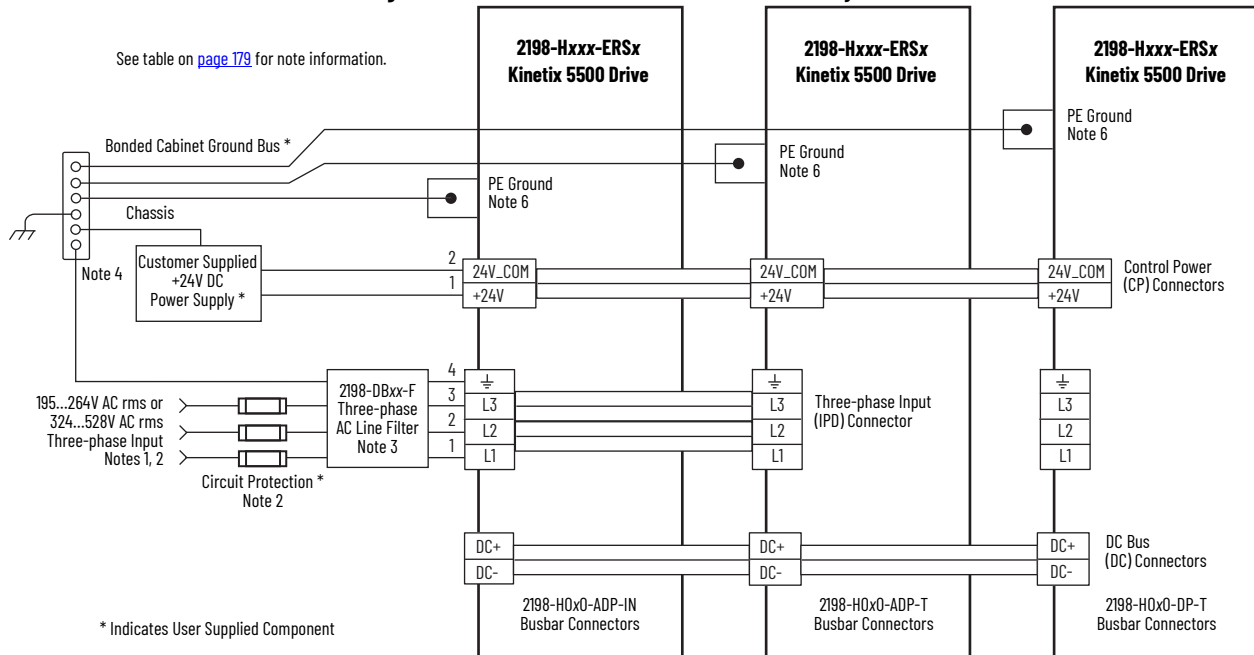 See table on page 179 for note information.
2198-Hxxx-ERSx
Kinetix 5500 Drive
2198-Hxxx-ERSx
Kinetix 5500 Drive
2198-Hxxx-ERSx
Kinetix 5500 Drive
Bonded Cabinet Ground Bus *
PE Ground
Note 6
PE Ground
Note 6
PE Ground
Note 6
Chassis
Note 4
Customer Supplied
+24V DC
Power Supply *
2
1
24V_COM
+24V
24V_COM
+24V
24V_COM
+24V
Control Power
(CP) Connectors
195...264V AC rms or
324...528V AC rms
Three-phase Input
Notes 1, 2
Circuit Protection *
Note 2
2198-DBxx-F
Three-phase
AC Line Filter
Note 3
4
3
2
1
L3
L2
L1
L3
L2
L1
Three-phase Input
(IPD) Connector
L3
L2
L1
DC+
DC-
DC+
DC-
DC+
DC-
DC Bus
(DC) Connectors
2198-H0x0-ADP-IN
Busbar Connectors
2198-H0x0-ADP-T
Busbar Connectors
2198-H0x0-DP-T
Busbar Connectors
* Indicates User Supplied Component